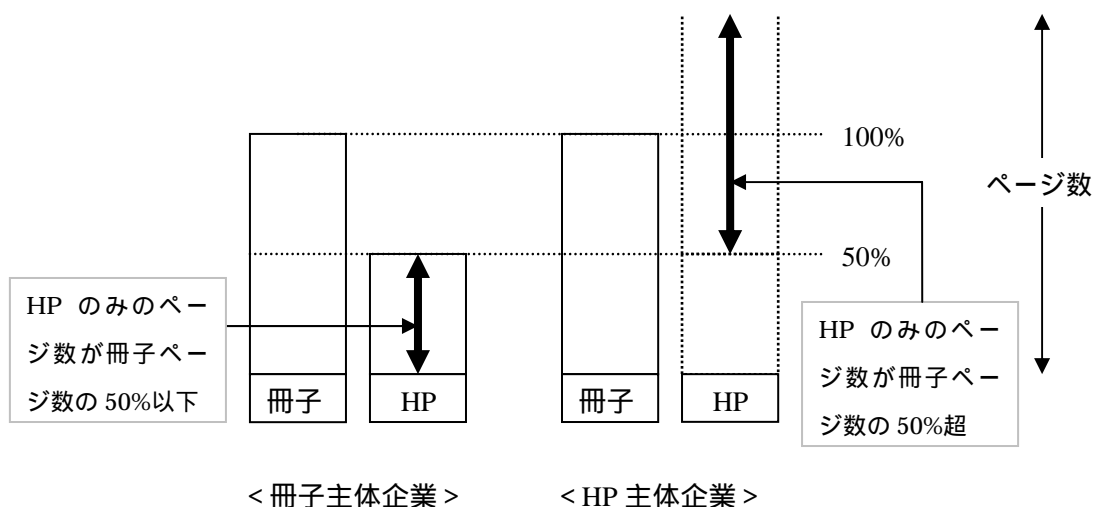 100%
ページ数
50%
HP のみのペー
ジ数が冊子ペー
ジ数の 50%以下
HP のみのペー
ジ数が冊子ペー
ジ数の 50%超
冊子
HP
冊子
HP
<冊子主体企業>
<HP 主体企業>